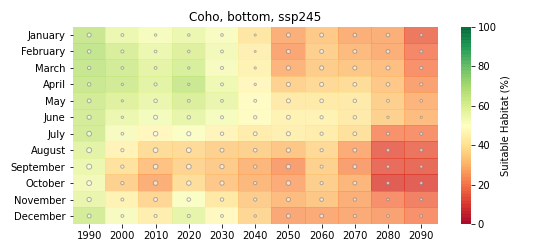 Coho, bottom, ssp245
January
February
March
April
May
June
July
August
September
October
November
December
1990 2000 2010 2020 2030 2040 2050 2060 2070 2080 2090
100
80
60
40
20
0
Suitable Habitat (%)